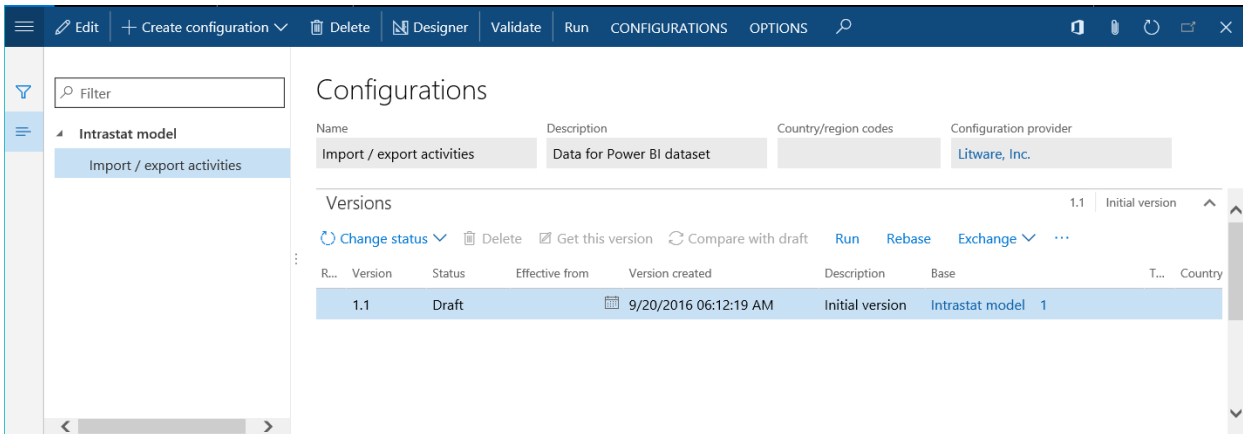 Edit + Create configuration Delete Designer Validate Run CONFIGURATIONS OPTIONS
Filter
Intrastat model
Import / export activities
Configurations
Name Description Country/region codes Configuration provider
Import / export activities Data for Power BI dataset Litware, Inc.
Versions 1.1 Initial version
Change status Delete Get this version Compare with draft Run Rebase Exchange ...
R... Version Status Effective from Version created Description Base T... Country
1.1 Draft 9/20/2016 06:12:19 AM Initial version Intrastat model 1